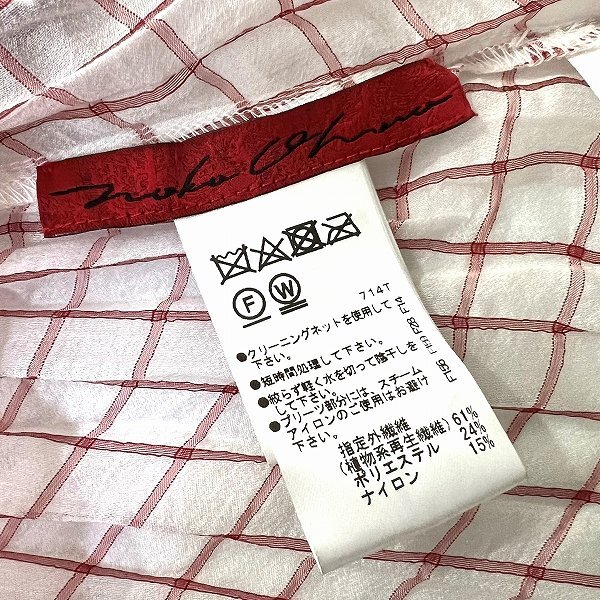 noko Ohno
F W
714T
●クリーニングネットを使用して
下さい。
●短時間処理して下さい。
●絞らず軽く水を切って陰干しを
して下さい。
●プリーツ部分には、スチーム
アイロンのご使用はお避け
下さい。
指定外繊維
(植物系再生繊維) 61%
ポリエステル 24%
ナイロン 15%